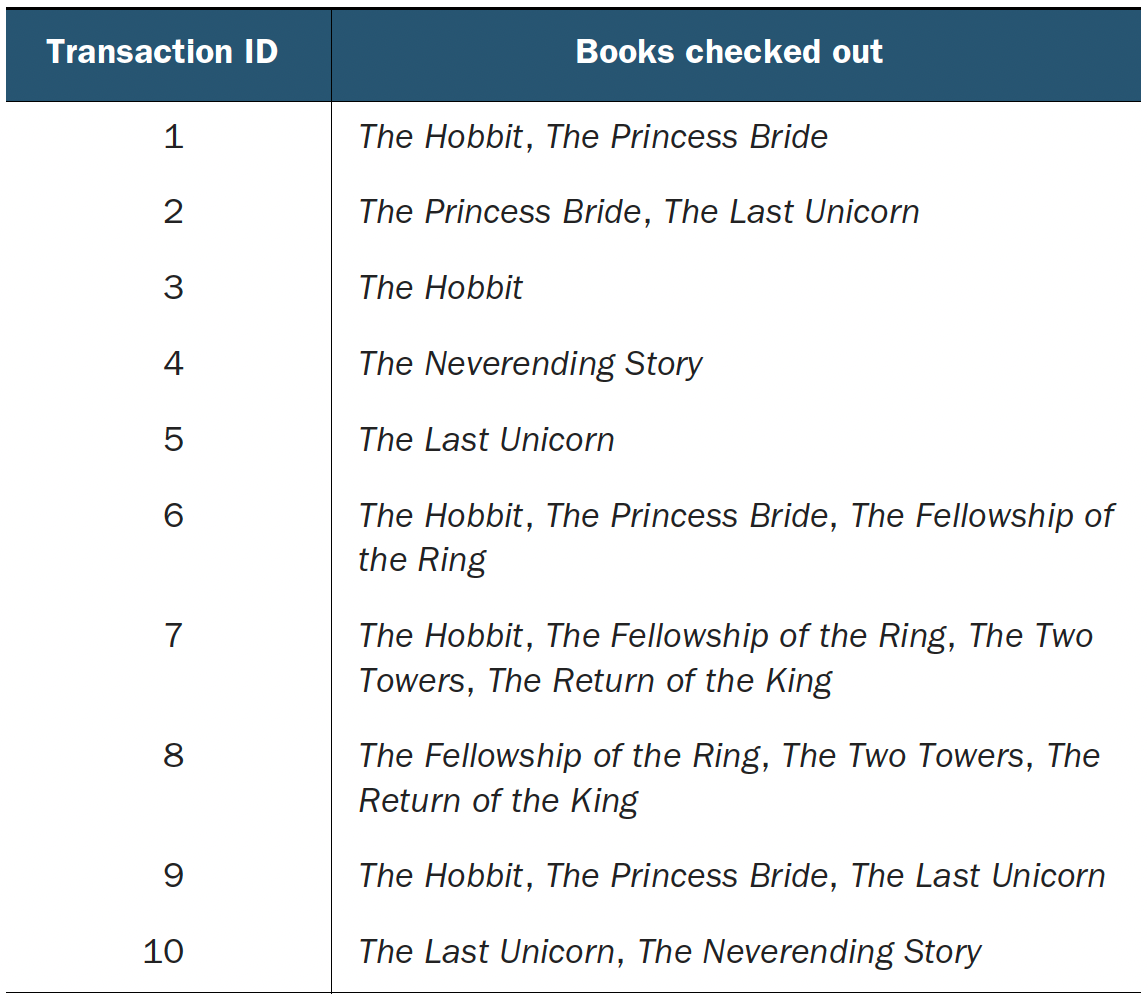 Transaction ID Books checked out
1 The Hobbit, The Princess Bride
2 The Princess Bride, The Last Unicorn
3 The Hobbit
4 The Neverending Story
5 The Last Unicorn
6 The Hobbit, The Princess Bride, The Fellowship of
the Ring
7 The Hobbit, The Fellowship of the Ring, The Two
Towers, The Return of the King
8 The Fellowship of the Ring, The Two Towers, The
Return of the King
9 The Hobbit, The Princess Bride, The Last Unicorn
10 The Last Unicorn, The Neverending Story